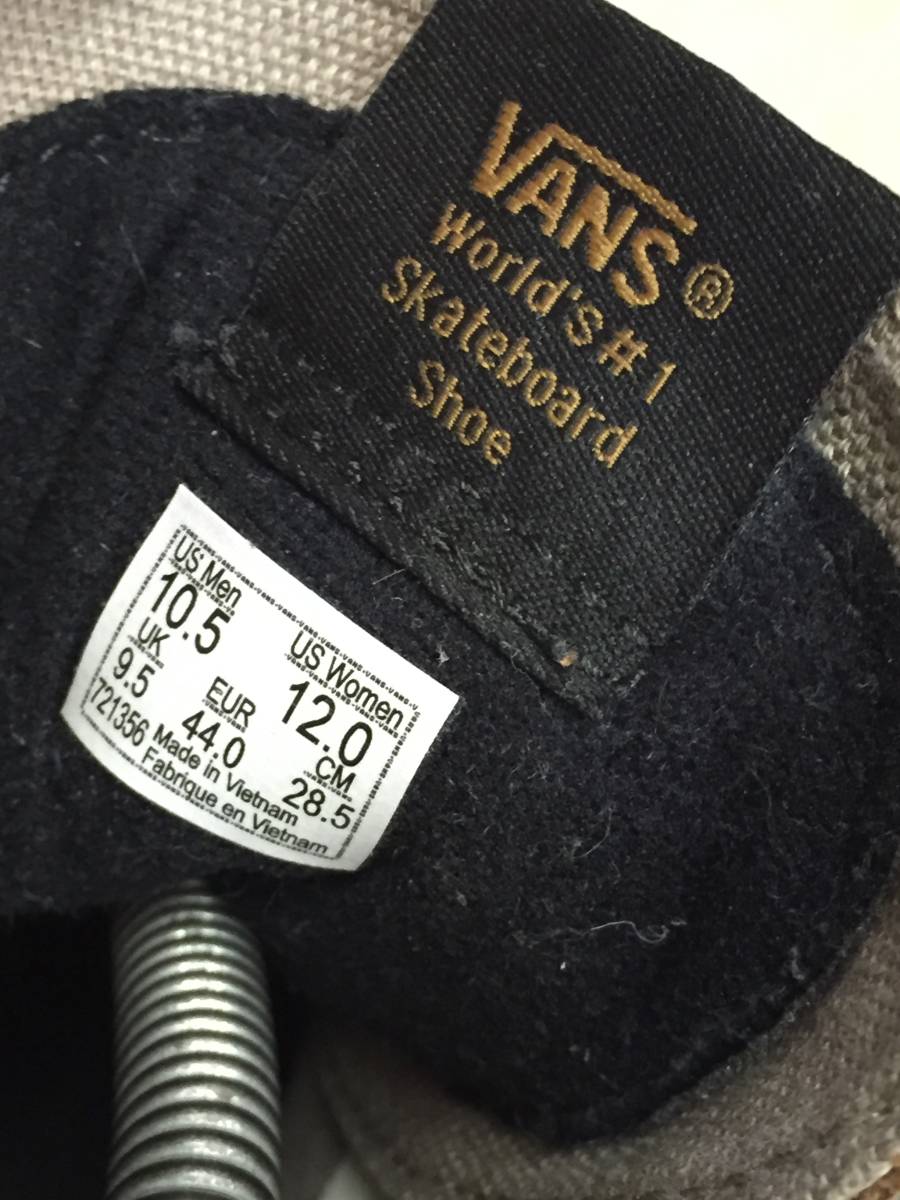 VANS®
World's #1
Skateboard
Shoe
US Men
10.5
US Women
12.0
UK
9.5
EUR
44.0
CM
28.5
721356 Made in Vietnam
Fabrique en Vietnam